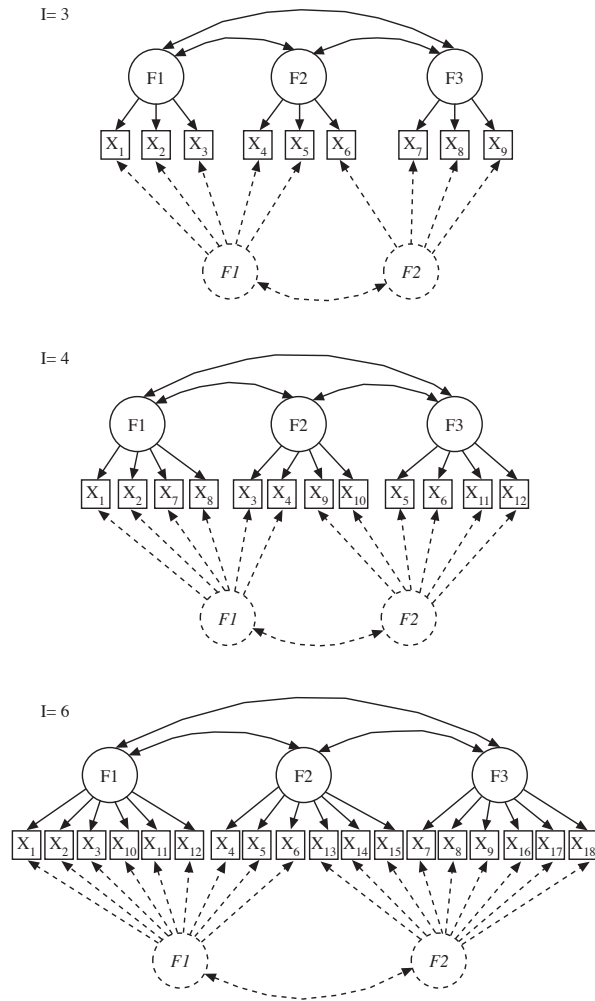 I= 3
F1 F2 F3
X1 X2 X3 X4 X5 X6 X7 X8 X9
F1 F2
I= 4
F1 F2 F3
X1 X2 X7 X8 X3 X4 X9 X10 X5 X6 X11 X12
F1 F2
I= 6
F1 F2 F3
X1 X2 X3 X10 X11 X12 X4 X5 X6 X13 X14 X15 X7 X8 X9 X16 X17 X18
F1 F2